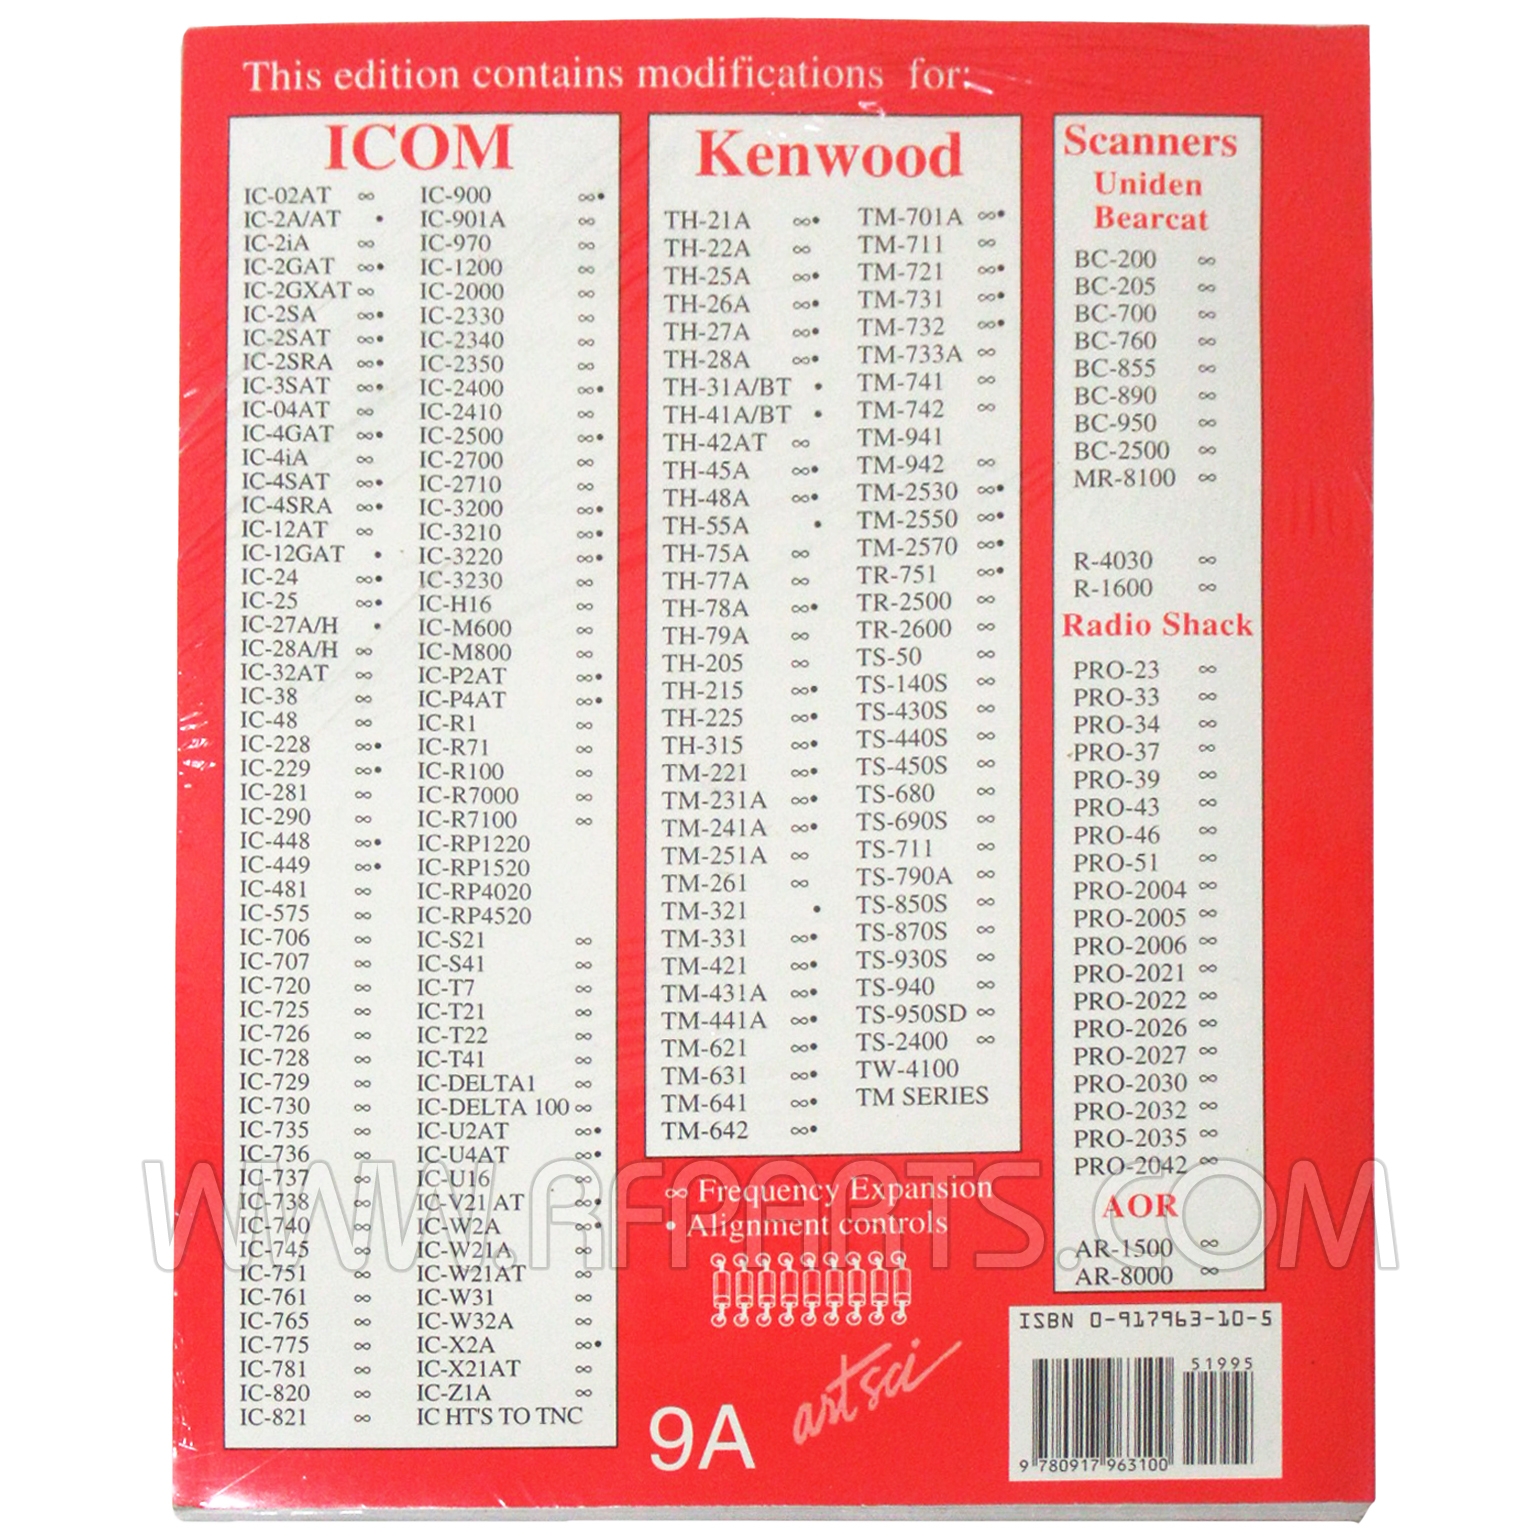 This edition contains modifications for:
ICOM
IC-02AT ∞
IC-2A/AT •
IC-2iA ∞
IC-2GAT ∞•
IC-2GXAT ∞
IC-2SA ∞•
IC-2SAT ∞•
IC-2SRA ∞•
IC-3SAT ∞•
IC-04AT ∞
IC-4GAT ∞•
IC-4iA ∞
IC-4SAT ∞•
IC-4SRA ∞•
IC-12AT ∞
IC-12GAT •
IC-24 ∞•
IC-25 ∞•
IC-27A/H •
IC-28A/H ∞
IC-32AT ∞
IC-38 ∞
IC-48 ∞
IC-228 ∞•
IC-229 ∞•
IC-281 ∞
IC-290 ∞
IC-448 ∞•
IC-449 ∞•
IC-481 ∞
IC-575 ∞
IC-706 ∞
IC-707 ∞
IC-720 ∞
IC-725 ∞
IC-726 ∞
IC-728 ∞
IC-729 ∞
IC-730 ∞
IC-735 ∞
IC-736 ∞
IC-737 ∞
IC-738 ∞
IC-740 ∞
IC-745 ∞
IC-751 ∞
IC-761 ∞
IC-765 ∞
IC-775 ∞
IC-781 ∞
IC-820 ∞
IC-821 ∞
IC-900 ∞•
IC-901A ∞
IC-970 ∞
IC-1200 ∞
IC-2000 ∞
IC-2330 ∞
IC-2340 ∞
IC-2350 ∞
IC-2400 ∞•
IC-2410 ∞
IC-2500 ∞•
IC-2700 ∞
IC-2710 ∞
IC-3200 ∞•
IC-3210 ∞•
IC-3220 ∞•
IC-3230 ∞
IC-H16 ∞
IC-M600 ∞
IC-M800 ∞
IC-P2AT ∞•
IC-P4AT ∞•
IC-R1 ∞
IC-R71 ∞
IC-R100 ∞
IC-R7000 ∞
IC-R7100 ∞
IC-RP1220
IC-RP1520
IC-RP4020
IC-RP4520
IC-S21 ∞
IC-S41 ∞
IC-T7 ∞
IC-T21 ∞
IC-T22 ∞
IC-T41 ∞
IC-DELTA1 ∞
IC-DELTA 100 ∞
IC-U2AT ∞•
IC-U4AT ∞•
IC-U16 ∞
IC-V21AT ∞•
IC-W2A ∞•
IC-W21A ∞
IC-W21AT ∞
IC-W31 ∞
IC-W32A ∞
IC-X2A ∞•
IC-X21AT ∞
IC-Z1A ∞
IC HT'S TO TNC
Kenwood
TH-21A ∞•
TH-22A ∞
TH-25A ∞•
TH-26A ∞•
TH-27A ∞•
TH-28A ∞•
TH-31A/BT •
TH-41A/BT •
TH-42AT ∞
TH-45A ∞•
TH-48A ∞•
TH-55A •
TH-75A ∞
TH-77A ∞
TH-78A ∞•
TH-79A ∞
TH-205 ∞
TH-215 ∞•
TH-225 ∞•
TH-315 ∞•
TM-221 ∞•
TM-231A ∞•
TM-241A ∞•
TM-251A ∞
TM-261 ∞
TM-321 •
TM-331 ∞•
TM-421 ∞•
TM-431A ∞•
TM-441A ∞•
TM-621 ∞•
TM-631 ∞•
TM-641 ∞•
TM-642 ∞•
TM-701A ∞•
TM-711 ∞
TM-721 ∞•
TM-731 ∞•
TM-732 ∞•
TM-733A ∞
TM-741 ∞
TM-742 ∞
TM-941
TM-942 ∞
TM-2530 ∞•
TM-2550 ∞•
TM-2570 ∞•
TR-751 ∞•
TR-2500 ∞
TR-2600 ∞
TS-50 ∞
TS-140S ∞
TS-430S ∞
TS-440S ∞
TS-450S ∞
TS-680 ∞
TS-690S ∞
TS-711 ∞
TS-790A ∞
TS-850S ∞
TS-870S ∞
TS-930S ∞
TS-940 ∞
TS-950SD ∞
TS-2400 ∞
TW-4100
TM SERIES
∞ Frequency Expansion
• Alignment controls
artsci
9A
Scanners
Uniden
Bearcat
BC-200 ∞
BC-205 ∞
BC-700 ∞
BC-760 ∞
BC-855 ∞
BC-890 ∞
BC-950 ∞
BC-2500 ∞
MR-8100 ∞
R-4030 ∞
R-1600 ∞
Radio Shack
PRO-23 ∞
PRO-33 ∞
PRO-34 ∞
PRO-37 ∞
PRO-39 ∞
PRO-43 ∞
PRO-46 ∞
PRO-51 ∞
PRO-2004 ∞
PRO-2005 ∞
PRO-2006 ∞
PRO-2021 ∞
PRO-2022 ∞
PRO-2026 ∞
PRO-2027 ∞
PRO-2030 ∞
PRO-2032 ∞
PRO-2035 ∞
PRO-2042 ∞
AOR
AR-1500 ∞
AR-8000 ∞
ISBN 0-917963-10-5
51995
9 780917 963100
WWW.RFPARTS.COM